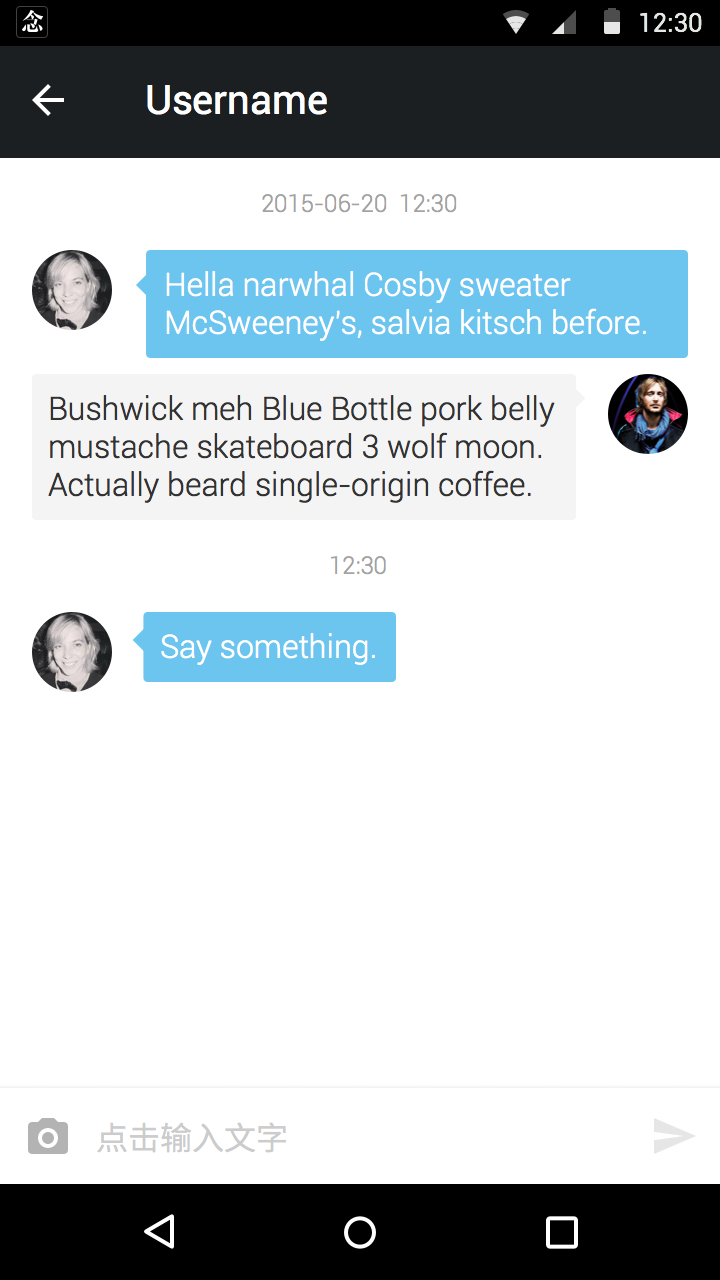 念
12:30
Username
2015-06-20 12:30
Hella narwhal Cosby sweater
McSweeney's, salvia kitsch before.
Bushwick meh Blue Bottle pork belly
mustache skateboard 3 wolf moon.
Actually beard single-origin coffee.
12:30
Say something.
点击输入文字